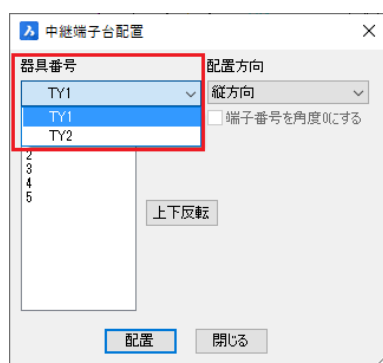 中継端子台配置
器具番号
配置方向
TY1
縦方向
TY1
端子番号を角度0にする
TY2
2
3
4
5
上下反転
配置
閉じる